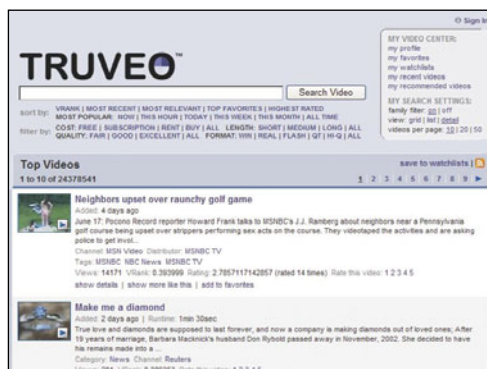 Sign In
TRUVEO™
Search Video
sort by: VRANK | MOST RECENT | MOST RELEVANT | TOP FAVORITES | HIGHEST RATED
MOST POPULAR: NOW | THIS HOUR | TODAY | THIS WEEK | THIS MONTH | ALL TIME
filter by: COST: FREE | SUBSCRIPTION | RENT | BUY | ALL LENGTH: SHORT | MEDIUM | LONG | ALL
QUALITY: FAIR | GOOD | EXCELLENT | ALL FORMAT: WIN | REAL | FLASH | QT | HI-Q | ALL
MY VIDEO CENTER:
my profile
my favorites
my watchlists
my recent videos
my recommended videos
MY SEARCH SETTINGS:
family filter: on | off
view: grid | list | detail
videos per page: 10 | 20 | 50
Top Videos
save to watchlists |
1 to 10 of 24378541
1 2 3 4 5 6 7 8 9
Neighbors upset over raunchy golf game
Added: 4 days ago
June 17: Pocono Record reporter Howard Frank talks to MSNBC's J.J. Ramberg about neighbors near a Pennsylvania
golf course being upset over strippers performing sex acts on the course. They videotaped the activities and are asking
police to get invol...
Channel: MSN Video Distributor: MSNBC TV
Tags: MSNBC NBC News MSNBC TV
Views: 14171 VRank: 0.393999 Rating: 2.7857117142857 (rated 14 times) Rate this video: 1 2 3 4 5
show details | show more like this | add to favorites
Make me a diamond
Added: 2 days ago | Runtime: 1min 30sec
True love and diamonds are supposed to last forever, and now a company is making diamonds out of loved ones; After
19 years of marriage, Barbara Macknick's husband Don Rybold passed away in November, 2002. She decided to have
his remains made into a ...
Category: News Channel: Reuters